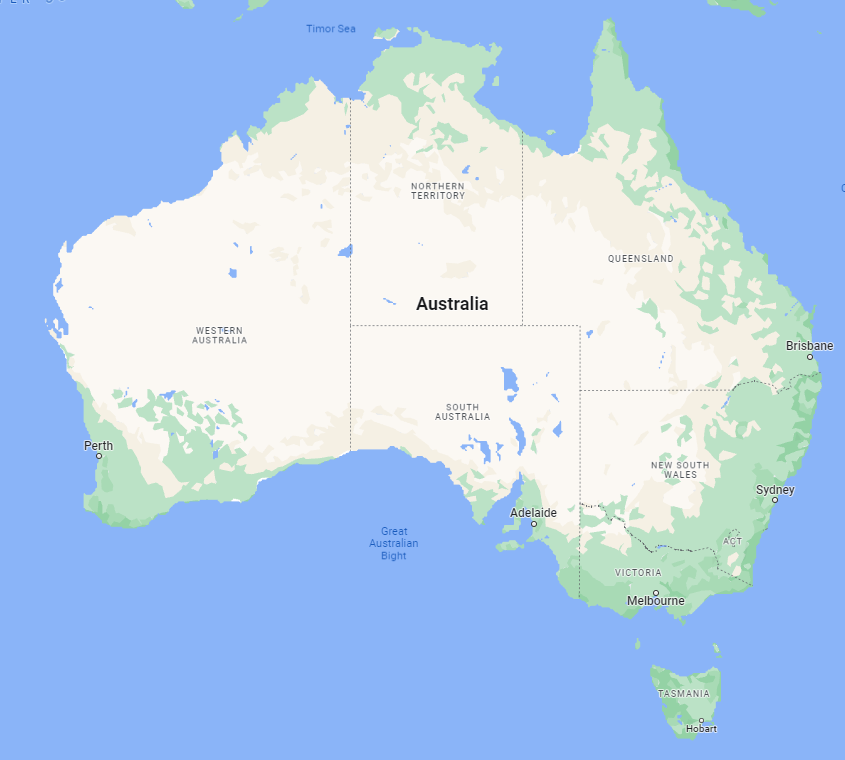 Timor Sea
NORTHERN
TERRITORY
QUEENSLAND
Australia
WESTERN
AUSTRALIA
Brisbane
SOUTH
AUSTRALIA
Perth
NEW SOUTH
WALES
Sydney
Adelaide
Great
Australian
Bight
ACT
VICTORIA
Melbourne
TASMANIA
Hobart